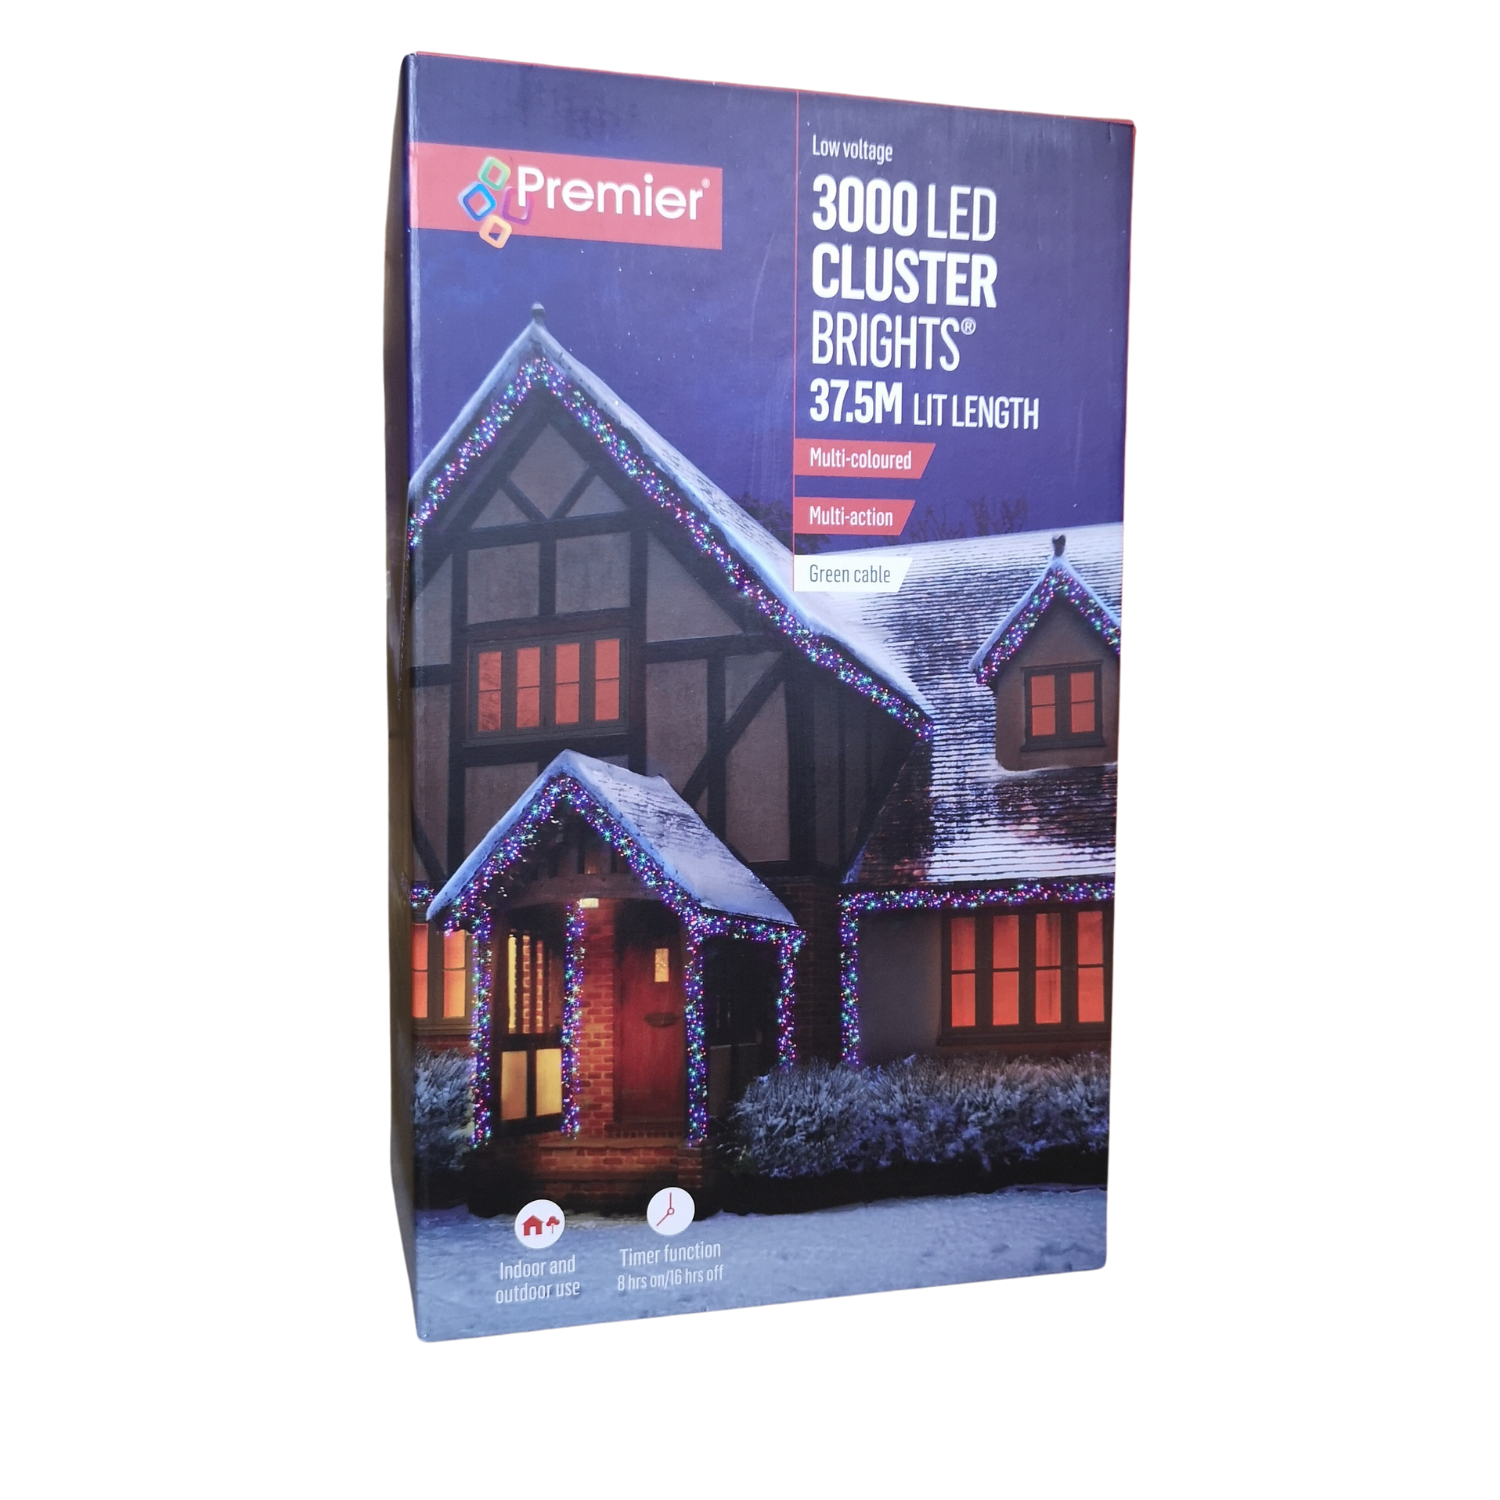 Premier®
Low voltage
3000 LED
CLUSTER
BRIGHTS®
37.5M LIT LENGTH
Multi-coloured
Multi-action
Green cable
Indoor and
outdoor use
Timer function
8 hrs on/16 hrs off